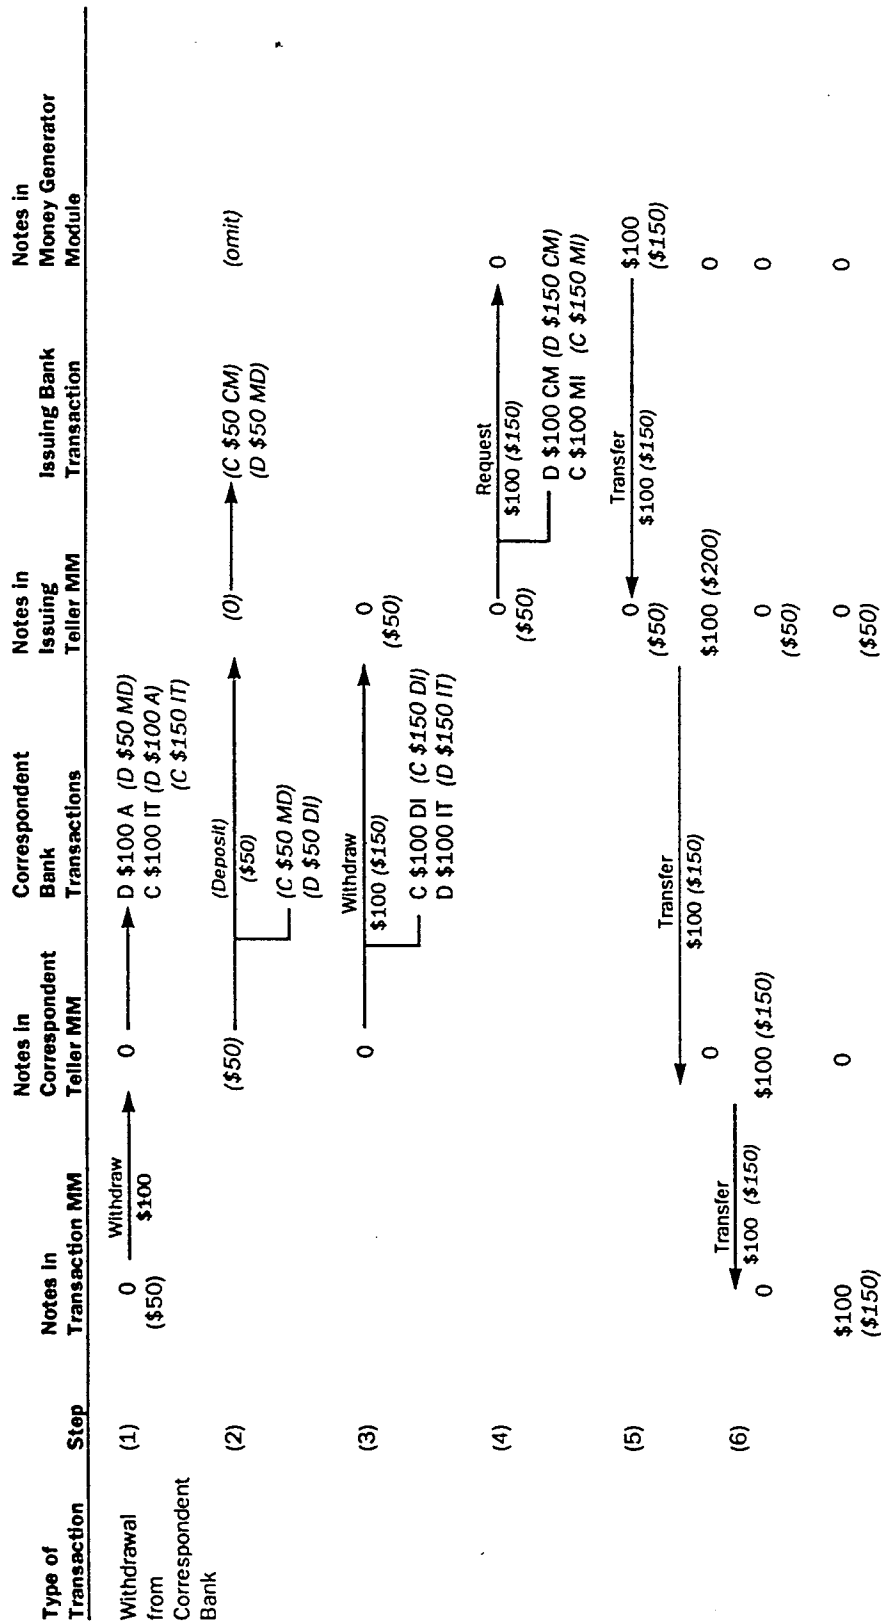 Type of
Transaction
Step
Notes in
Transaction MM
Notes in
Correspondent
Teller MM
Correspondent
Bank
Transactions
Notes in
Issuing
Teller MM
Issuing Bank
Transaction
Notes in
Money Generator
Module
Withdrawal
from
Correspondent
Bank
(1)
0
($50)
Withdraw
$100
0
D $100 A (D $50 MD)
C $100 IT (D $100 A)
(C $150 IT)
(2)
($50)
(Deposit)
($50)
(C $50 MD)
(D $50 DI)
(0)
(C $50 CM)
(D $50 MD)
(omit)
(3)
0
Withdraw
$100 ($150)
C $100 DI (C $150 DI)
D $100 IT (D $150 IT)
0
($50)
(4)
0
($50)
Request
$100 ($150)
D $100 CM (D $150 CM)
C $100 MI (C $150 MI)
0
(5)
0
($50)
Transfer
$100 ($150)
$100
($150)
Transfer
$100 ($150)
0
$100 ($200)
0
(6)
Transfer
$100 ($150)
0
$100 ($150)
0
($50)
0
$100
($150)
0
0
($50)
0